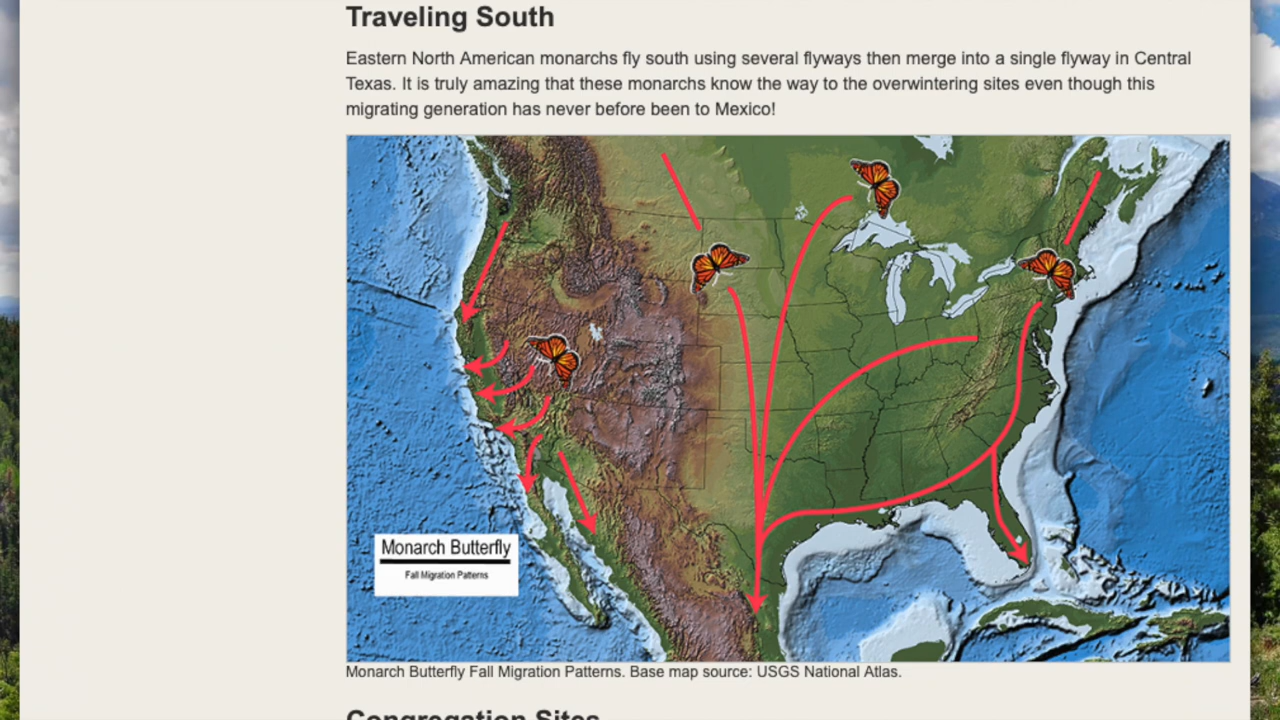 Traveling South
Eastern North American monarchs fly south using several flyways then merge into a single flyway in Central
Texas. It is truly amazing that these monarchs know the way to the overwintering sites even though this
migrating generation has never before been to Mexico!
Monarch Butterfly
Fall Migration Patterns
Monarch Butterfly Fall Migration Patterns. Base map source: USGS National Atlas.
Congregation Sites